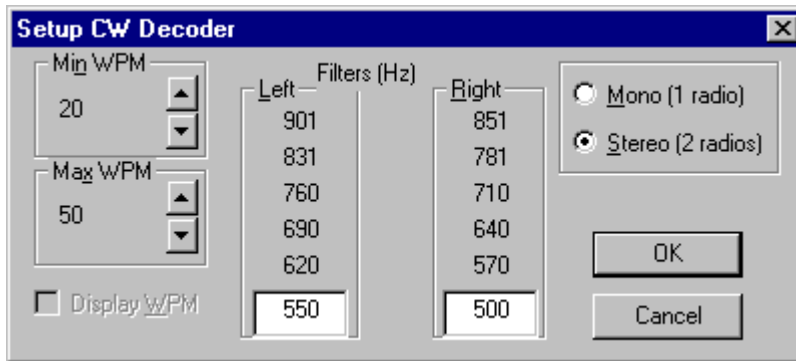 Setup CW Decoder
Min WPM
20
Max WPM
50
Display WPM
Filters (Hz)
Left
901
831
760
690
620
550
Right
851
781
710
640
570
500
Mono (1 radio)
Stereo (2 radios)
OK
Cancel